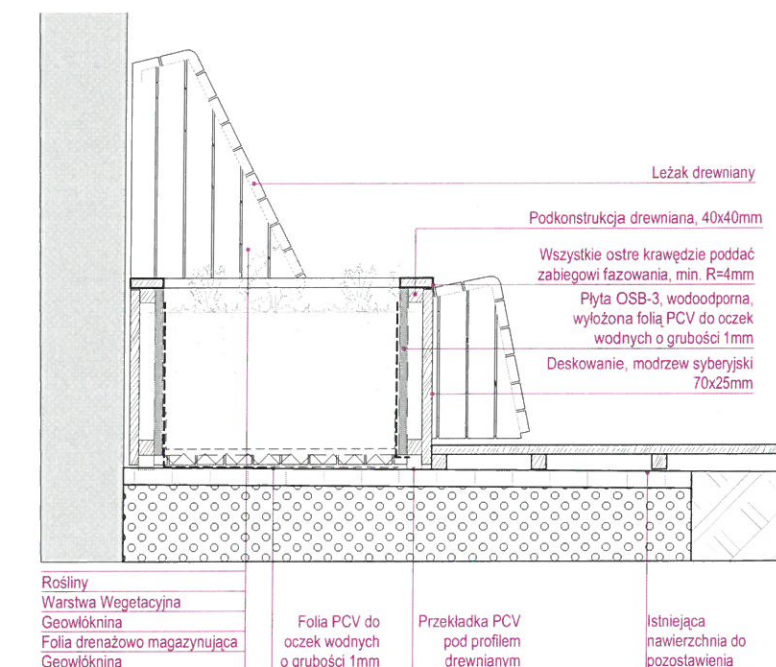 Leżak drewniany
Podkonstrukcja drewniana, 40x40mm
Wszystkie ostre krawędzie poddać
zabiegowi fazowania, min. R=4mm
Płyta OSB-3, wodoodporna,
wyłożona folią PCV do oczek
wodnych o grubości 1mm
Deskowanie, modrzew syberyjski
70x25mm
Rośliny
Warstwa Wegetacyjna
Geowłóknina
Folia drenażowo magazynująca
Geowłóknina
Folia PCV do
oczek wodnych
o grubości 1mm
Przekładka PCV
pod profilem
drewnianym
Istniejąca
nawierzchnia do
pozostawienia